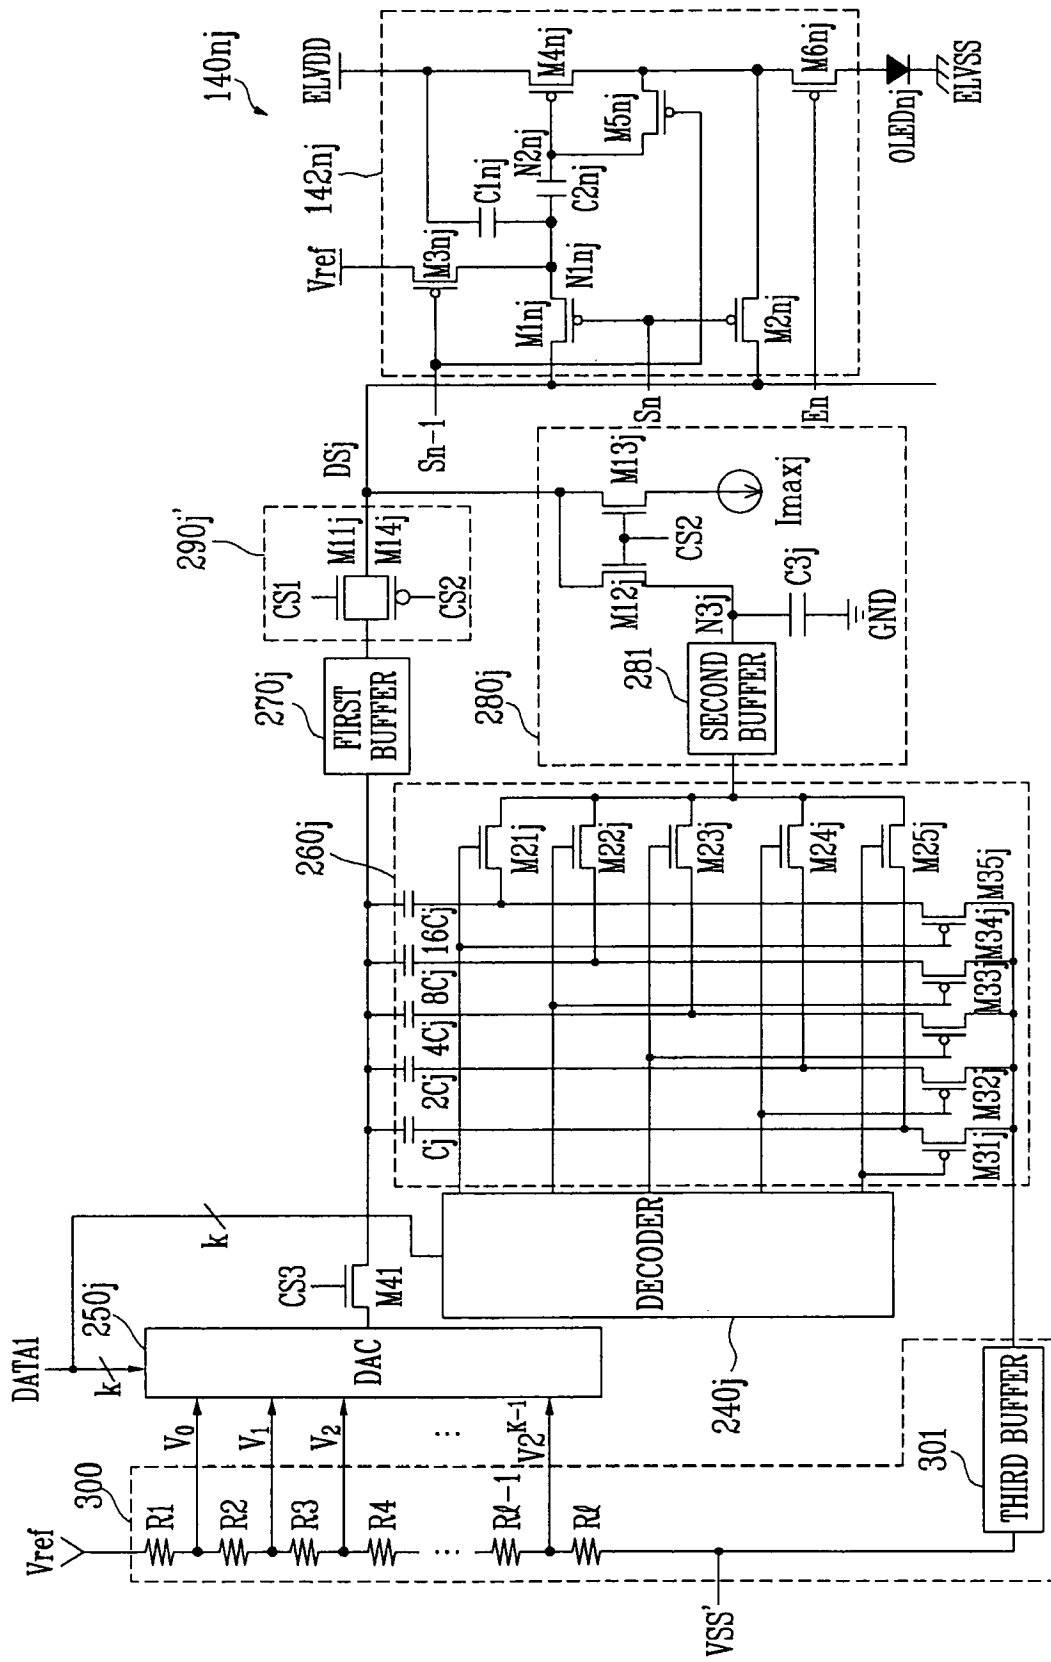 Vref
300
R1
R2
R3
R4
...
Rℓ-1
Rℓ
VSS'
V0
V1
V2
...
V2^K-1
DATA1
k
250j
DAC
k
CS3
M41
240j
DECODER
301
THIRD BUFFER
260j
Cj
2Cj
4Cj
8Cj
16Cj
M21j
M22j
M23j
M24j
M25j
M31j
M32j
M33j
M34j
M35j
270j
FIRST
BUFFER
280j
SECOND
BUFFER
281
N3j
C3j
GND
M12j
M13j
CS2
Imaxj
290j'
CS1
M11j
M14j
CS2
DSj
Sn-1
Sn
En
140nj
142nj
Vref
ELVDD
M3nj
C1nj
N1nj
M1nj
N2nj
C2nj
M4nj
M5nj
M2nj
M6nj
OLEDnj
ELVSS